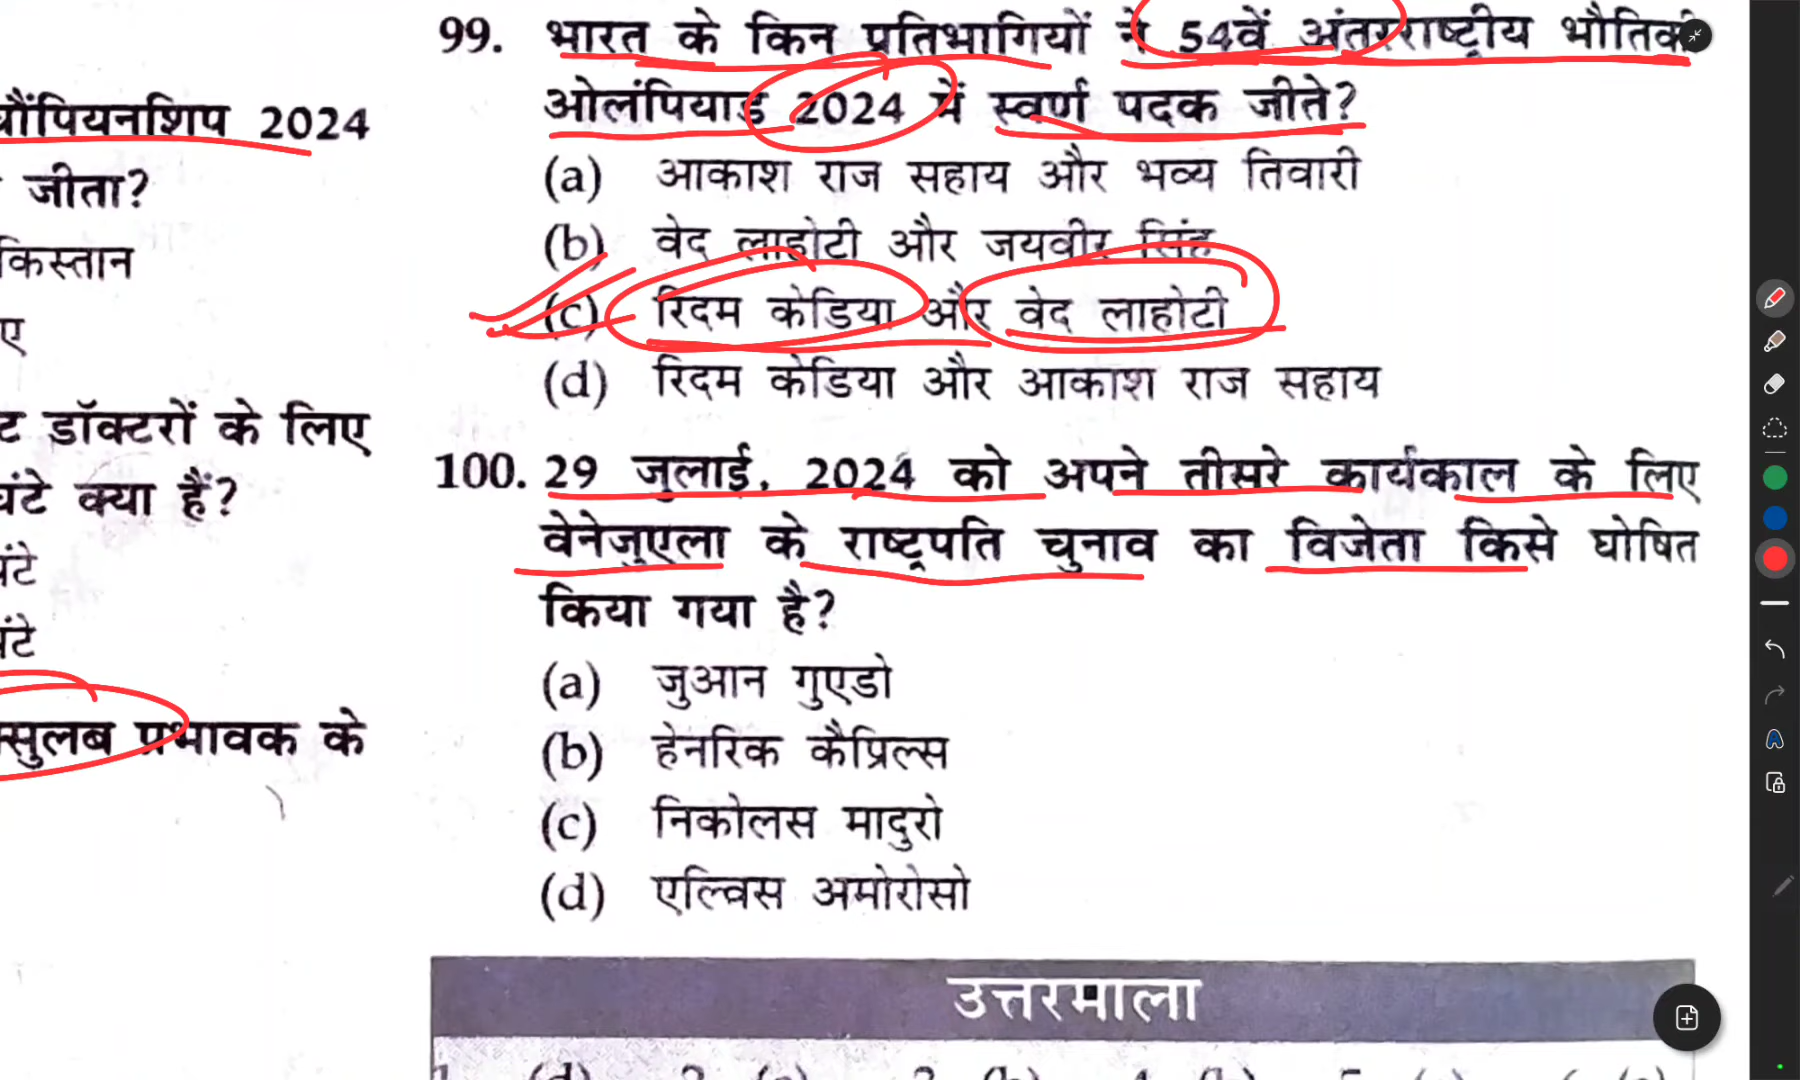 चौंपियनशिप 2024
जीता?
किस्तान
ए
ट डॉक्टरों के लिए
घंटे क्या हैं?
घंटे
घंटे
प्रभावक के
99. भारत के किन प्रतिभागियों ने 54वें अंतरराष्ट्रीय भौतिकी
ओलंपियाड 2024 में स्वर्ण पदक जीते?
(a) आकाश राज सहाय और भव्य तिवारी
(b) वेद लाहोटी और जयवीर सिंह
(c) रिदम केडिया और वेद लाहोटी
(d) रिदम केडिया और आकाश राज सहाय
100. 29 जुलाई, 2024 को अपने तीसरे कार्यकाल के लिए
वेनेजुएला के राष्ट्रपति चुनाव का विजेता किसे घोषित
किया गया है?
(a) जुआन गुएडो
(b) हेनरिक कैप्रिल्स
(c) निकोलस मादुरो
(d) एल्विस अमोरोसो
उत्तरमाला